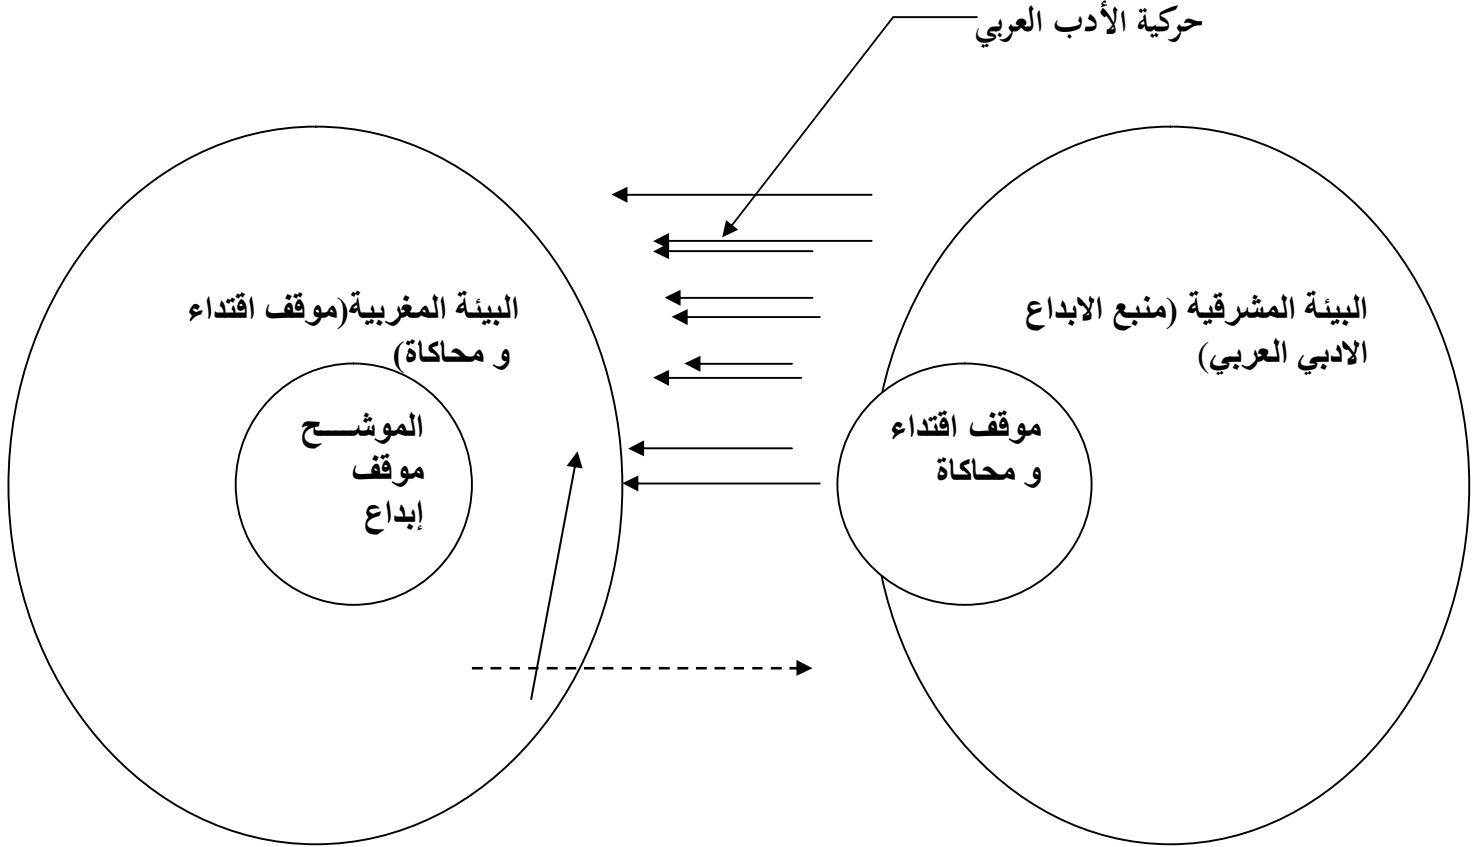 حركية الأدب العربي
البيئة المشرقية (منبع الابداع
الادبي العربي)
موقف اقتداء
و محاكاة
البيئة المغربية(موقف اقتداء
و محاكاة)
الموشــــح
موقف
إبداع